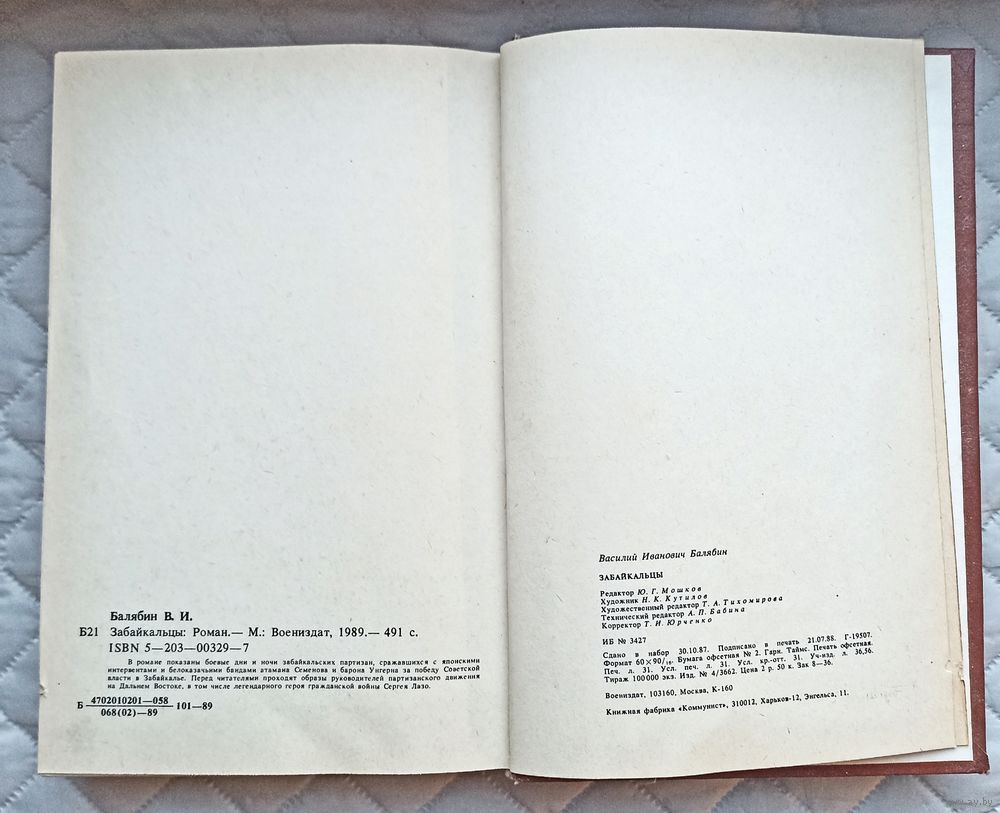 Балябин В. И.
Б21 Забайкальцы: Роман.— М.: Воениздат, 1989.— 491 с.
ISBN 5—203—00329—7
В романе показаны боевые дни и ночи забайкальских партизан, сражавшихся с японскими
интервентами и белоказачьими бандами атамана Семенова и барона Унгерна за победу Советской
власти в Забайкалье. Перед читателями проходят образы руководителей партизанского движения
на Дальнем Востоке, в том числе легендарного героя гражданской войны Сергея Лазо.
Б 4702010201—058 101—89
068(02)—89
Василий Иванович Балябин
ЗАБАЙКАЛЬЦЫ
Редактор Ю. Г. Мошков
Художник Н. К. Кутилов
Художественный редактор Т. А. Тихомирова
Технический редактор А. П. Бабина
Корректор Т. И. Юрченко
ИБ № 3427
Сдано в набор 30.10.87. Подписано в печать 21.07.88. Г-19507.
Формат 60×90/16. Бумага офсетная № 2. Гарн. Таймс. Печать офсетная.
Печ. л. 31. Усл. печ. л. 31. Усл. кр.-отт. 31. Уч-изд. л. 36,56.
Тираж 100 000 экз. Изд. № 4/3662. Цена 2 р. 50 к. Зак 8—36.
Воениздат, 103160, Москва, К-160
Книжная фабрика «Коммунист», 310012, Харьков-12, Энгельса, 11.
www.ay.by